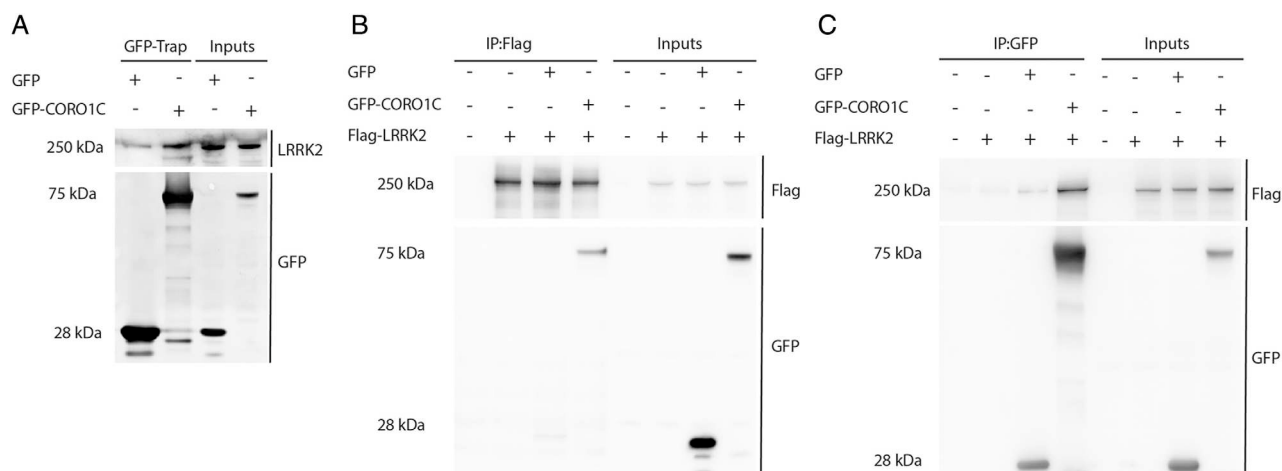 A
GFP-Trap Inputs
GFP + - + -
GFP-CORO1C - + - +
250 kDa LRRK2
75 kDa
GFP
28 kDa
B
IP:Flag Inputs
GFP - - + - - - + -
GFP-CORO1C - - - + - - - +
Flag-LRRK2 - + + + - + + +
250 kDa Flag
75 kDa
GFP
28 kDa
C
IP:GFP Inputs
GFP - - + - - - + -
GFP-CORO1C - - - + - - - +
Flag-LRRK2 - + + + - + + +
250 kDa Flag
75 kDa
GFP
28 kDa